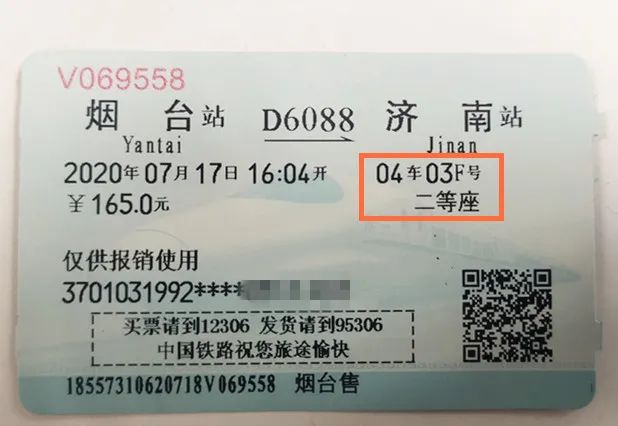 V069558
烟台站 D6088 济南站
Yantai Jinan
2020年07月17日16:04开 04车03F号
￥165.0元 二等座
仅供报销使用
3701031992****
买票请到12306 发货请到95306
中国铁路祝您旅途愉快
18557310620718V069558 烟台售